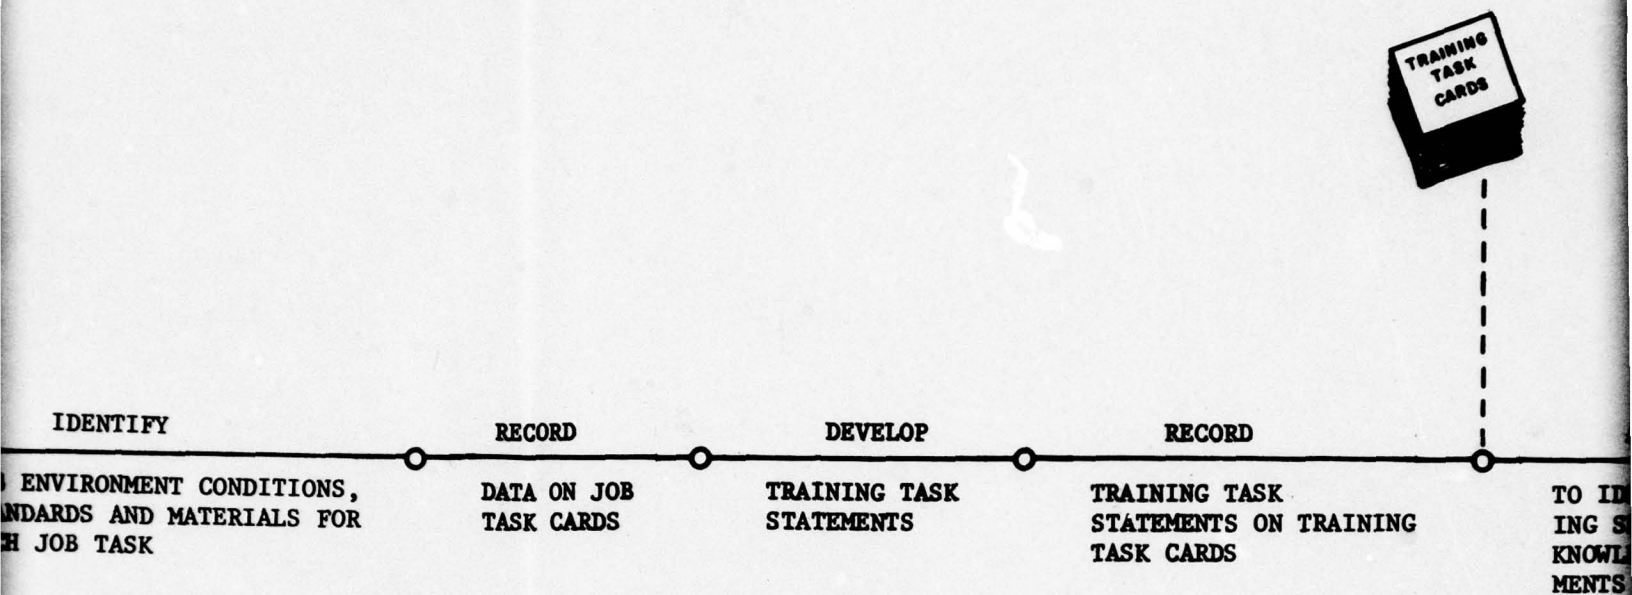 TRAINING
TASK
CARDS
IDENTIFY
ENVIRONMENT CONDITIONS,
AND MATERIALS FOR
JOB TASK
RECORD
DATA ON JOB
TASK CARDS
DEVELOP
TRAINING TASK
STATEMENTS
RECORD
TRAINING TASK
STATEMENTS ON TRAINING
TASK CARDS
TO
ING
MENTS